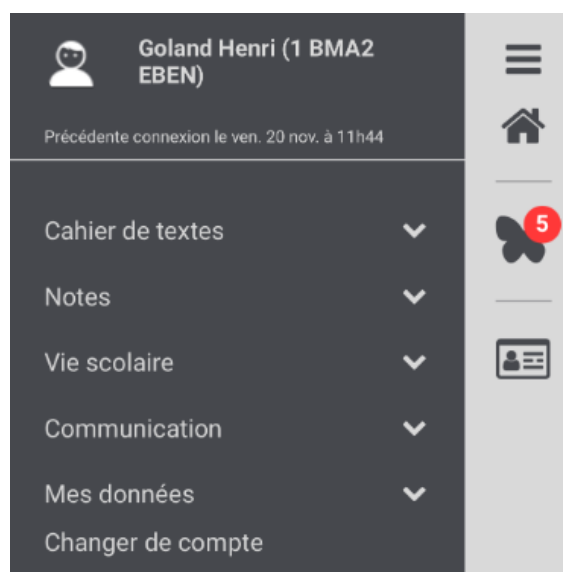 Goland Henri (1 BMA2
EBEN)
Précédente connexion le ven. 20 nov. à 11h44
5
Cahier de textes
Notes
Vie scolaire
Communication
Mes données
Changer de compte